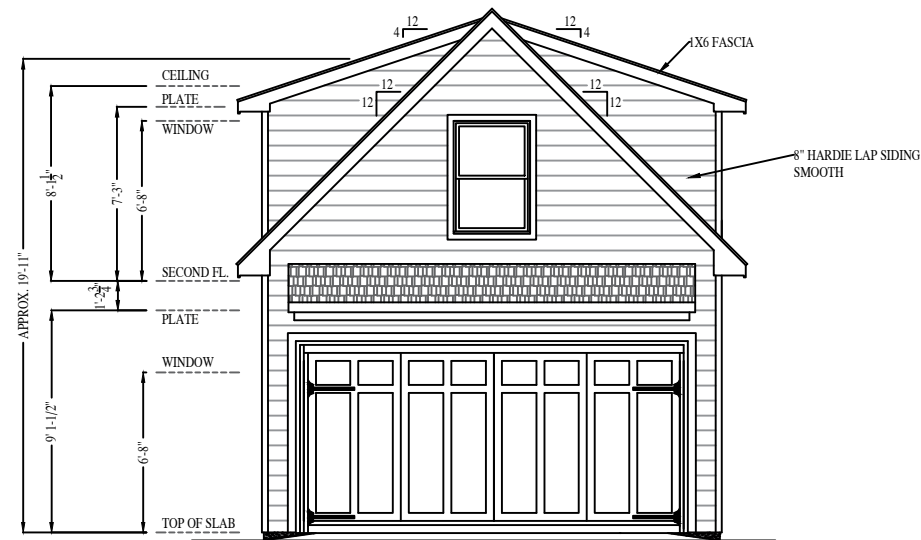 12
4
12
4
1X6 FASCIA
CEILING
PLATE
WINDOW
12
12
12
12
8" HARDIE LAP SIDING
SMOOTH
8'-1 1/2"
7'-3"
6'-8"
SECOND FL.
1'-2 3/4"
PLATE
APPROX. 19'-11"
WINDOW
9' 1-1/2"
6'-8"
TOP OF SLAB